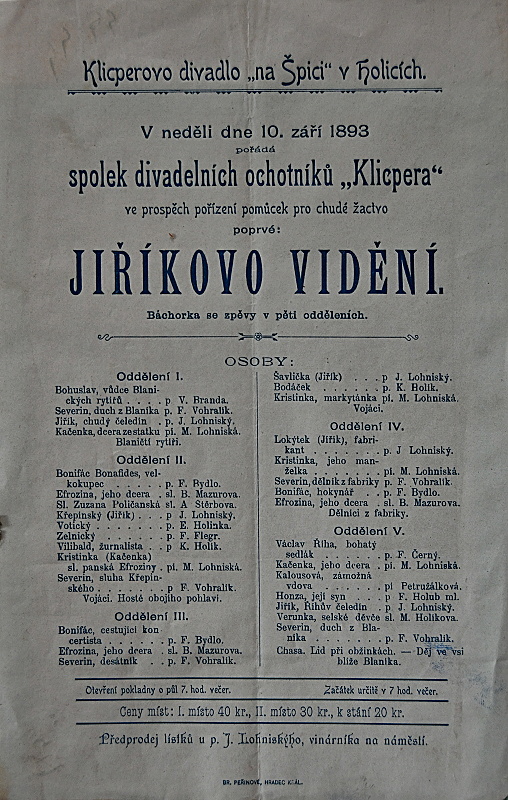 Klicperovo divadlo „na Špici“ v Holicích.
V neděli dne 10. září 1893
pořádá
spolek divadelních ochotníků „Klicpera“
ve prospěch pořízení pomůcek pro chudé žactvo
poprvé:
JIŘÍKOVO VIDĚNÍ.
Báchorka se zpěvy v pěti odděleních.
OSOBY:
Oddělení I.
Bohuslav, vůdce Blani-
ckých rytířů . . . . p V. Branda.
Severin, duch z Blaníka p. F. Vohralík.
Jiřík, chudý čeledín . p. J. Lohniský.
Kačenka, dcera ze statku pí. M. Lohniská.
Blaničtí rytíři.
Oddělení II.
Bonifác Bonafides, vel-
kokupec . . . . . p. F. Bydlo.
Efrozina, jeho dcera . sl. B. Mazurova.
Sl. Zuzana Poličanská sl. A Štěrbova.
Křepínský (Jiřík) . . p. J. Lohniský.
Votický . . . . . . p. E. Holinka.
Zelnický . . . . . p. F. Flegr.
Vilibald, žurnalista . . p K. Holik.
Kristinka (Kačenka)
sl. panská Efroziny . pí. M. Lohniská.
Severin, sluha Křepín-
ského . . . . . . . p F. Vohralík.
Vojáci. Hosté obojího pohlaví.
Oddělení III.
Bonifác, cestující kon
certista . . . . . . p. F. Bydlo.
Efrozina, jeho dcera . sl. B. Mazurova.
Severin, desátník . . p. F. Vohralík.
Šavlička (Jiřík) . . . p J. Lohniský.
Bodáček . . . . . . p. K. Holík.
Kristinka, markytánka pí. M. Lohniská.
Vojáci.
Oddělení IV.
Lokýtek (Jiřík), fabri-
kant . . . . . . . p. J Lohniský.
Kristinka, jeho man-
želka . . . . . . . pí. M. Lohniská.
Severin, dělník z fabriky p. F. Vohralík.
Bonifác, hokynář . . p. F. Bydlo.
Efrozina, jeho dcera . sl. B. Mazurova.
Dělníci z fabriky.
Oddělení V.
Václav Říha, bohatý
sedlák . . . . . . p. F. Černý.
Kačenka, jeho dcera . pí. M. Lohniská.
Kalousová, zámožná
vdova . . . . . . pí Petružálková.
Honza, její syn . . . p F. Holub ml.
Jiřík, Říhův čeledín . p J. Lohniský.
Verunka, selské děvče sl. M. Holíkova.
Severin, duch z Bla-
níka . . . . . . . p. F. Vohralík.
Chasa. Lid při obžinkách. — Děj ve vsi
blíže Blaníka.
Otevření pokladny o půl 7. hod. večer. Začátek určitě v 7 hod. večer.
Ceny míst: I. místo 40 kr., II. místo 30 kr., k stání 20 kr.
Předprodej lístků u p. J. Lohniskýho, vinárníka na náměstí.
BR. PEŘINOVÉ, HRADEC KRÁL.